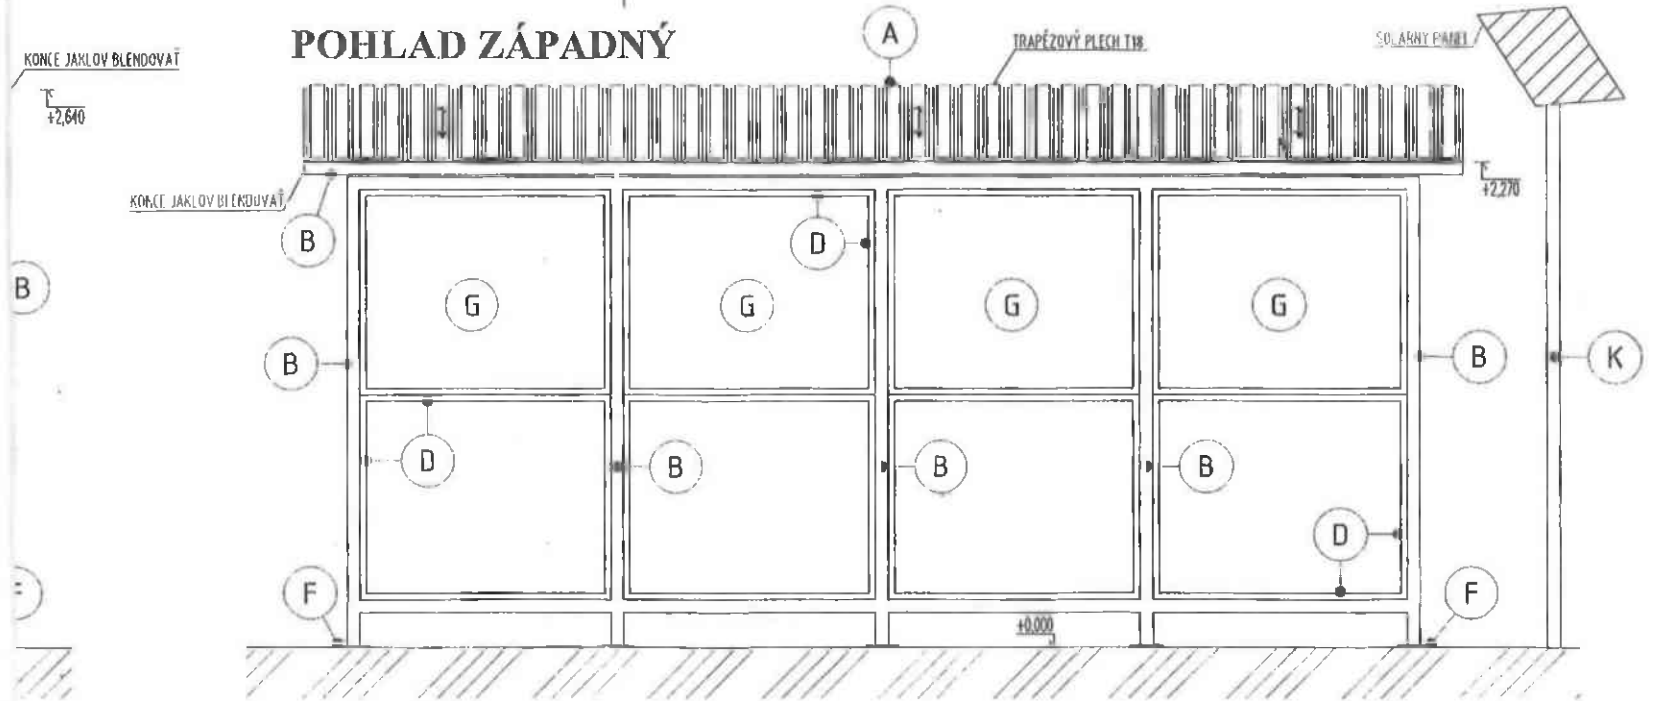 POHLAD ZÁPADNÝ
A
TRAPÉZOVÝ PLECH T18
SOLÁRNY PANEL
KONCE JAKLOV BLENDOVAŤ
+2,640
+2,270
KONCE JAKLOV BLENDOVAŤ
B
D
B
G
G
G
G
B
B
K
D
B
B
B
D
F
F
F
+0,000